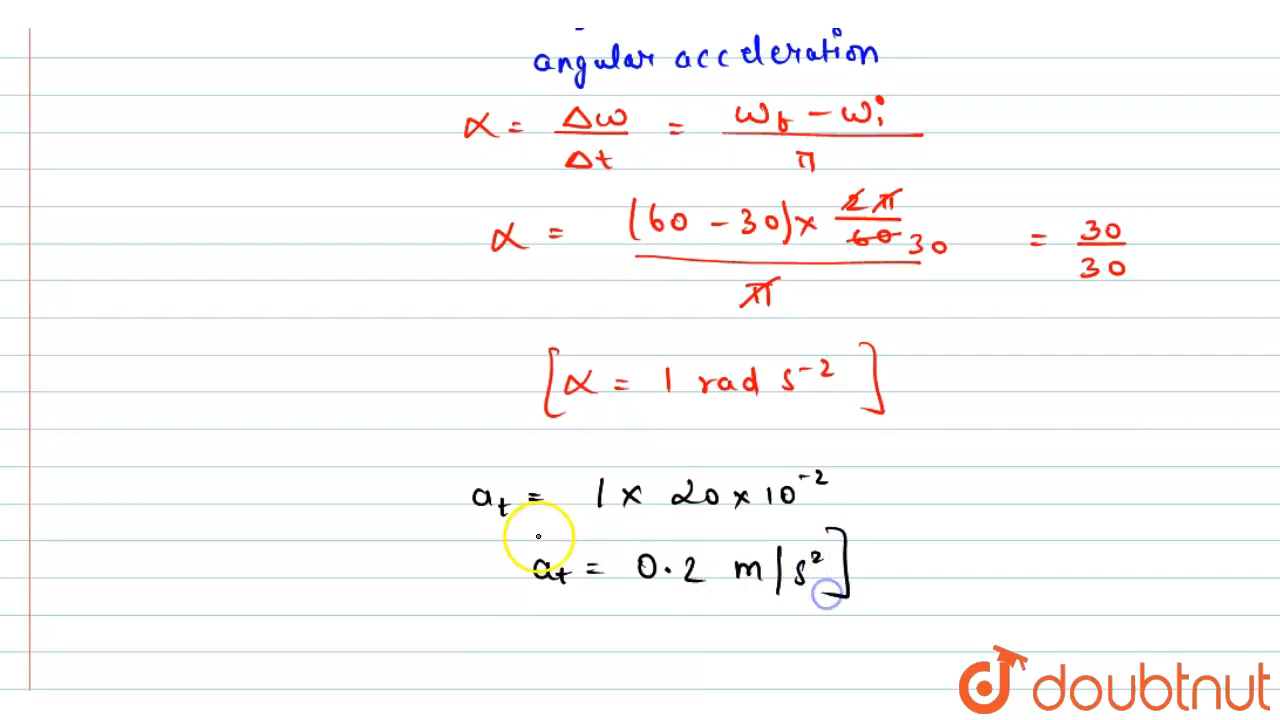 angular acceleration
α = Δω/Δt = ωf - ωi/π
α = (60 - 30) × 2π/60 30/π = 30/30
[α = 1 rad s⁻²]
at = 1 × 20 × 10⁻²
at = 0.2 m/s²]
doubtnut